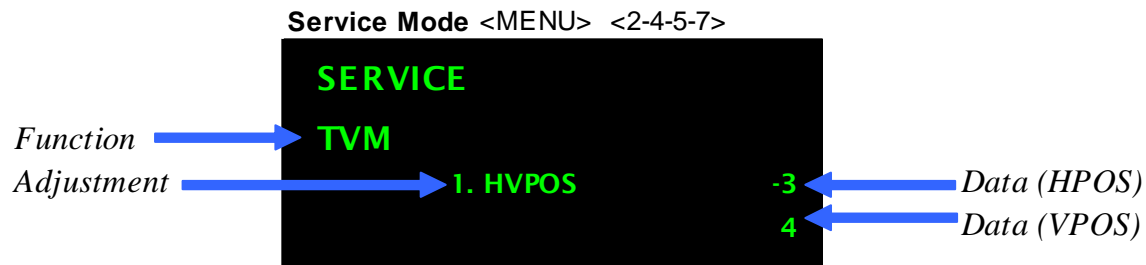 Service Mode <MENU> <2-4-5-7>
SERVICE
Function TVM
Adjustment 1. HVPOS -3 Data (HPOS)
4 Data (VPOS)